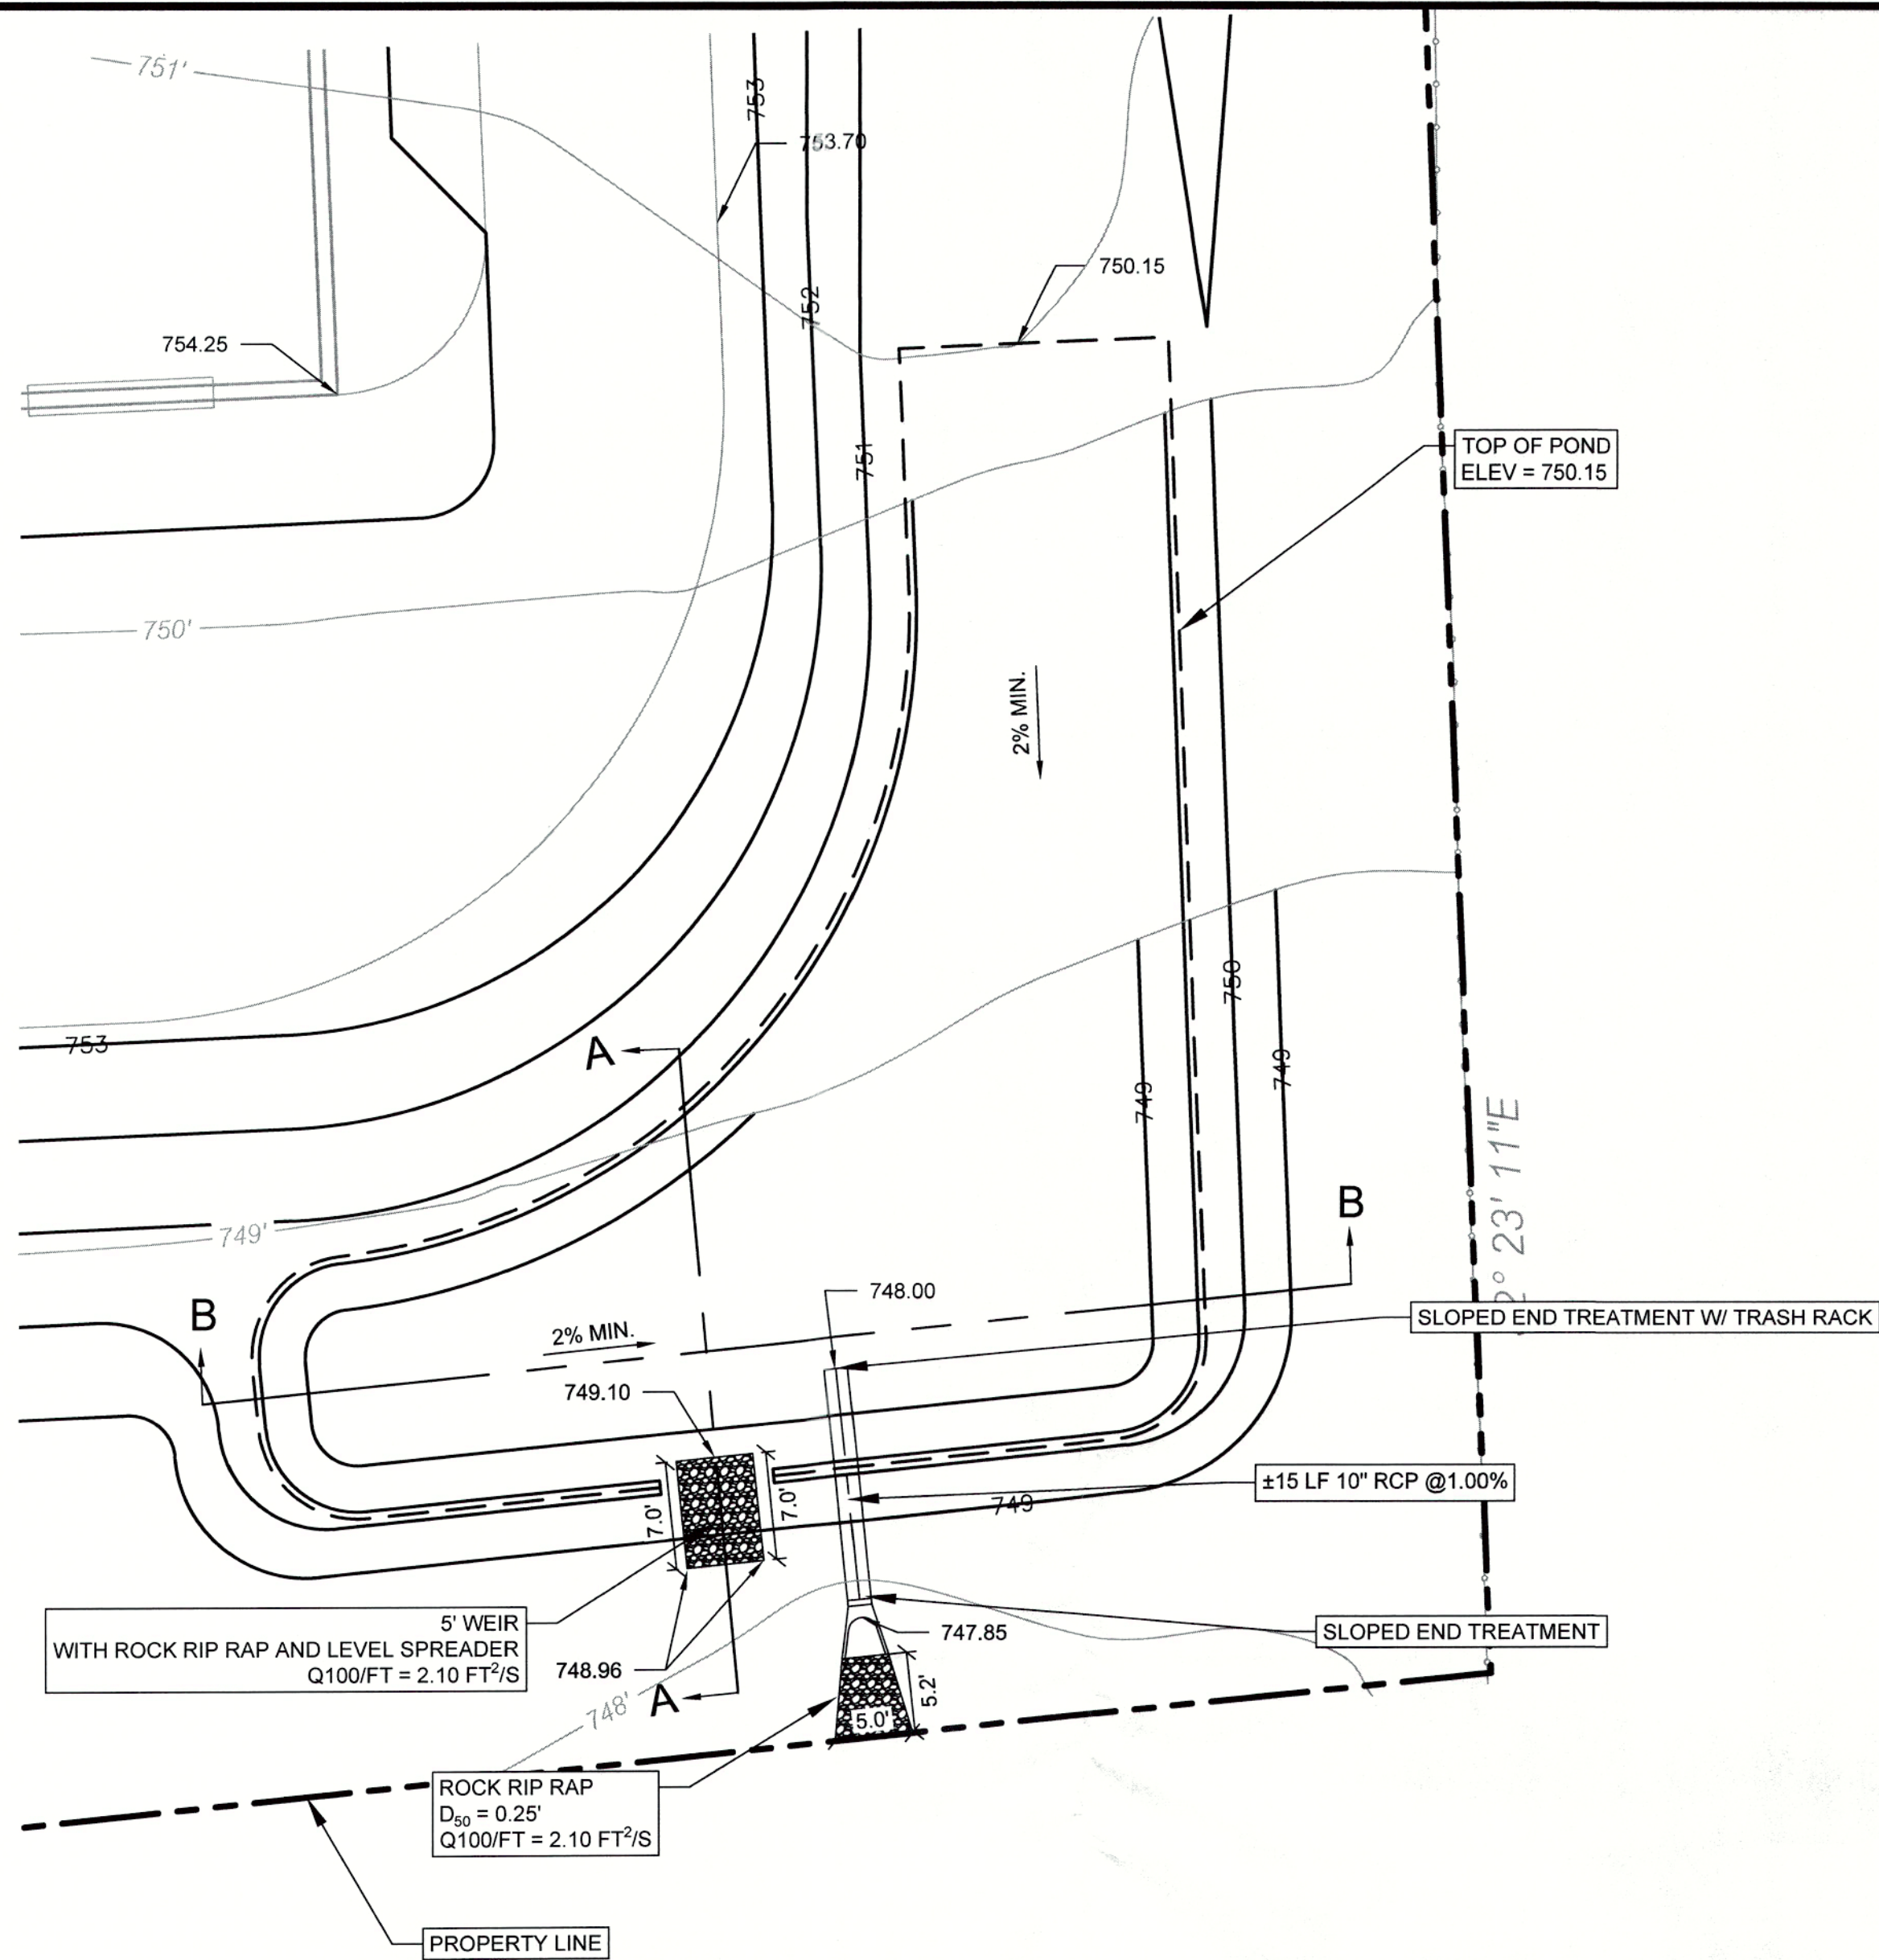 751'
753
753.70
752
750.15
754.25
TOP OF POND
ELEV = 750.15
751
750'
2% MIN.
750
753
A
749
749
23' 11"E
749'
B
B
748.00
SLOPED END TREATMENT W/ TRASH RACK
2% MIN.
749.10
±15 LF 10" RCP @1.00%
7.0'
7.0'
749
5' WEIR
WITH ROCK RIP RAP AND LEVEL SPREADER
Q100/FT = 2.10 FT²/S
748.96
747.85
SLOPED END TREATMENT
748'
A
5.2'
5.0'
ROCK RIP RAP
D₅₀ = 0.25'
Q100/FT = 2.10 FT²/S
PROPERTY LINE